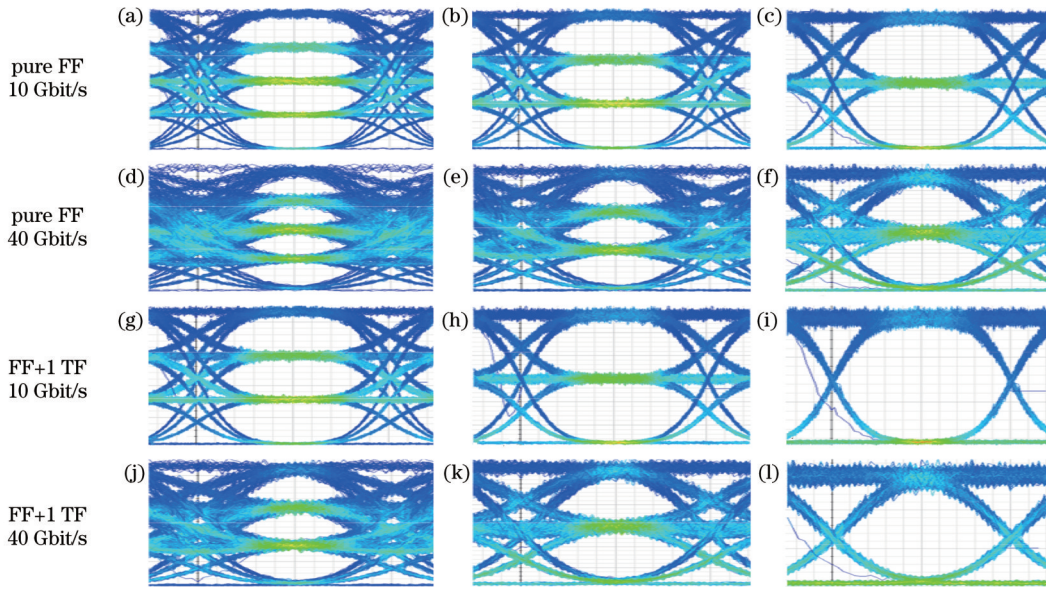 (a)
(b)
(c)
pure FF
10 Gbit/s
(d)
(e)
(f)
pure FF
40 Gbit/s
(g)
(h)
(i)
FF+1 TF
10 Gbit/s
(j)
(k)
(l)
FF+1 TF
40 Gbit/s